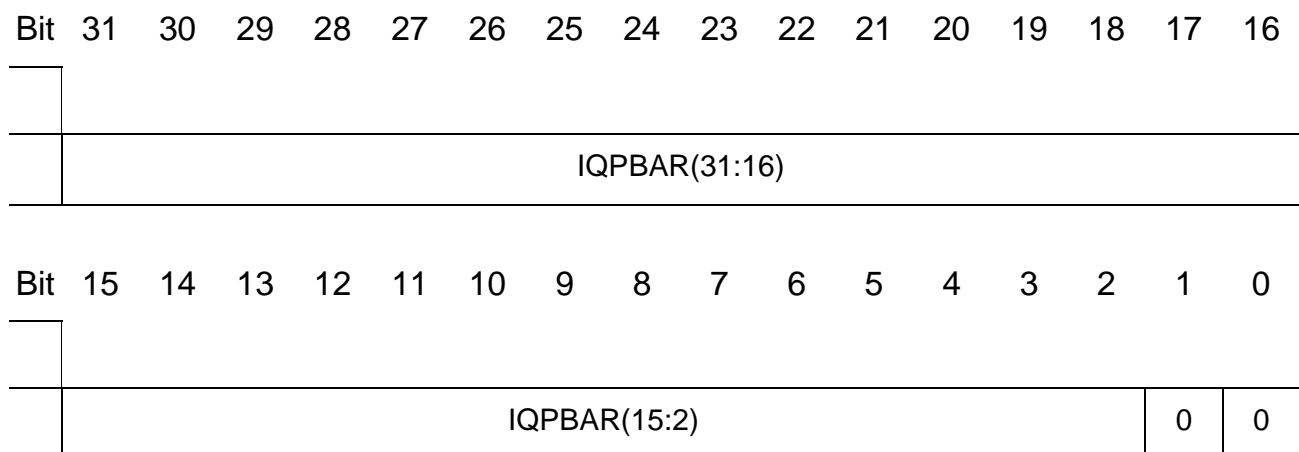 Bit 31 30 29 28 27 26 25 24 23 22 21 20 19 18 17 16
IQPBAR(31:16)
Bit 15 14 13 12 11 10 9 8 7 6 5 4 3 2 1 0
IQPBAR(15:2) 0 0